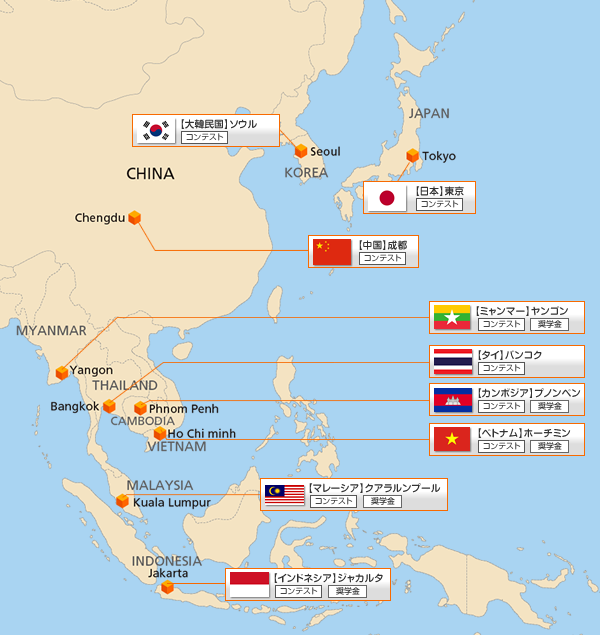 JAPAN
【大韓民国】ソウル
コンテスト
Seoul
Tokyo
KOREA
CHINA
【日本】東京
コンテスト
Chengdu
【中国】成都
コンテスト
【ミャンマー】ヤンゴン
コンテスト 奨学金
MYANMAR
【タイ】バンコク
コンテスト
Yangon
THAILAND
【カンボジア】プノンペン
コンテスト 奨学金
Bangkok
Phnom Penh
CAMBODIA
Ho Chi minh
【ベトナム】ホーチミン
コンテスト 奨学金
VIETNAM
MALAYSIA
【マレーシア】クアラルンプール
コンテスト 奨学金
Kuala Lumpur
INDONESIA
Jakarta
【インドネシア】ジャカルタ
コンテスト 奨学金